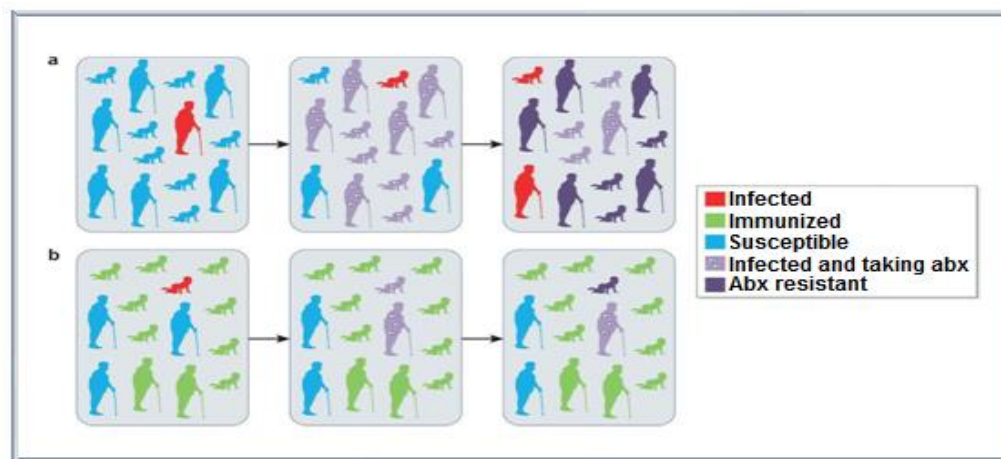 a
b
Infected
Immunized
Susceptible
Infected and taking abx
Abx resistant